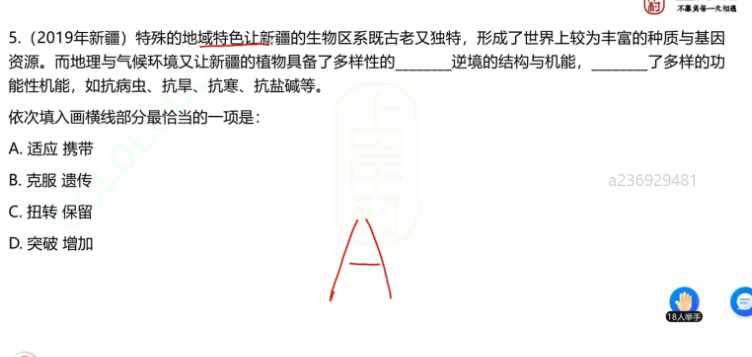 村
不辜负每一次相遇
5.（2019年新疆）特殊的地域特色让新疆的生物区系既古老又独特，形成了世界上较为丰富的种质与基因
资源。而地理与气候环境又让新疆的植物具备了多样性的_______逆境的结构与机能，_______了多样的功
能性机能，如抗病虫、抗旱、抗寒、抗盐碱等。
依次填入画横线部分最恰当的一项是：
A. 适应 携带
B. 克服 遗传
C. 扭转 保留
D. 突破 增加
上岸村
a236929481
A
18人举手